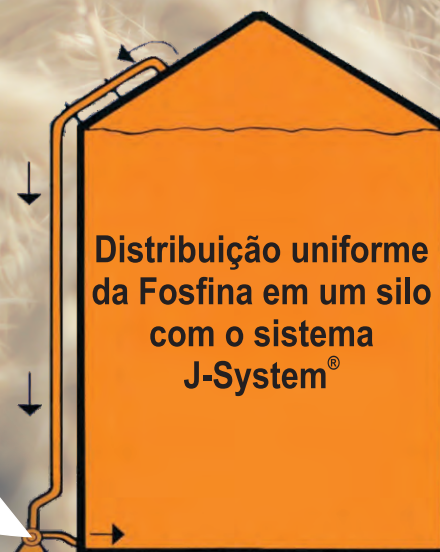 Distribuição uniforme
da Fosfina em um silo
com o sistema
J-System®